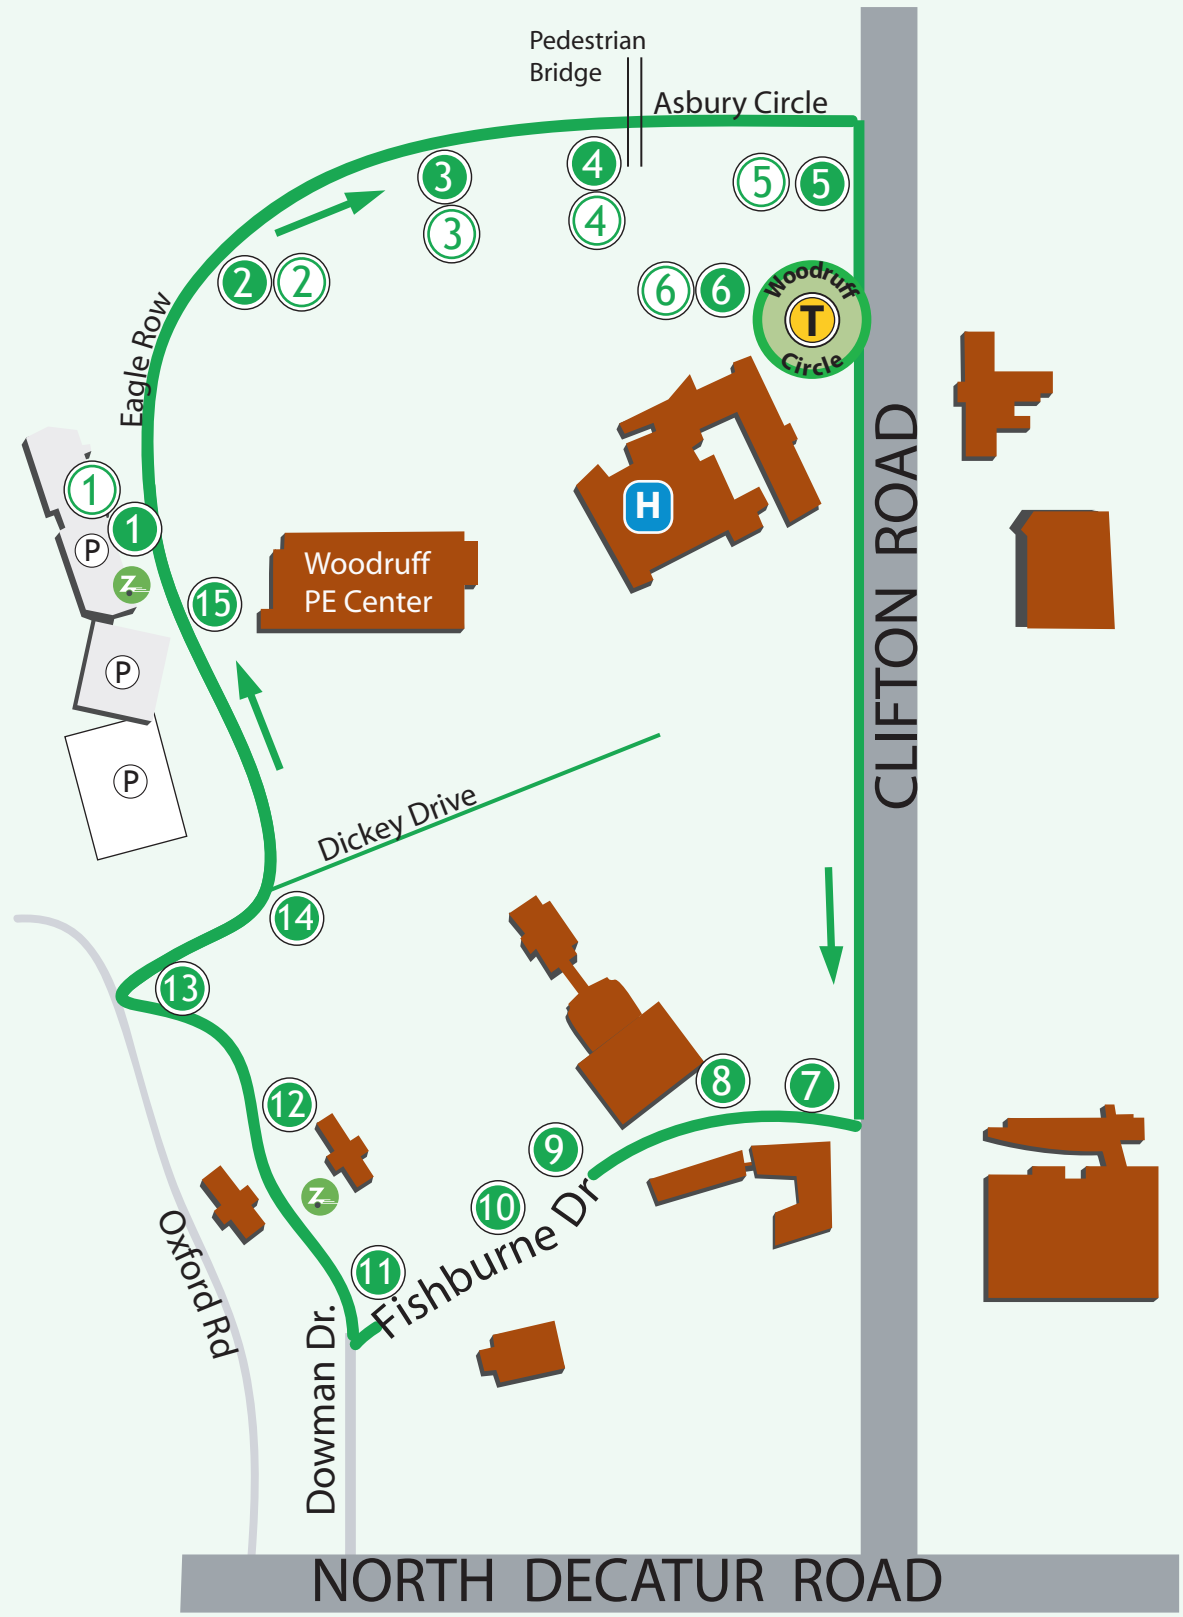 Pedestrian
Bridge
Asbury Circle
4
3
5 5
4
3
2 2
6 6
Woodruff
T
Circle
Eagle Row
1
H
1
P
Woodruff
PE Center
Z
15
CLIFTON ROAD
P
P
Dickey Drive
14
13
8
7
12
9
Z
10
11
Fishburne Dr
Oxford Rd
Dowman Dr.
NORTH DECATUR ROAD